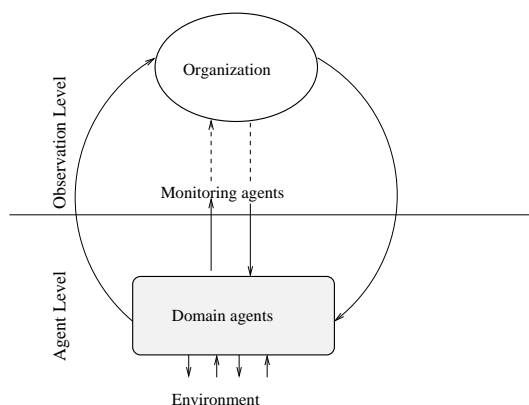 Organization
Observation Level
Monitoring agents
Agent Level
Domain agents
Environment